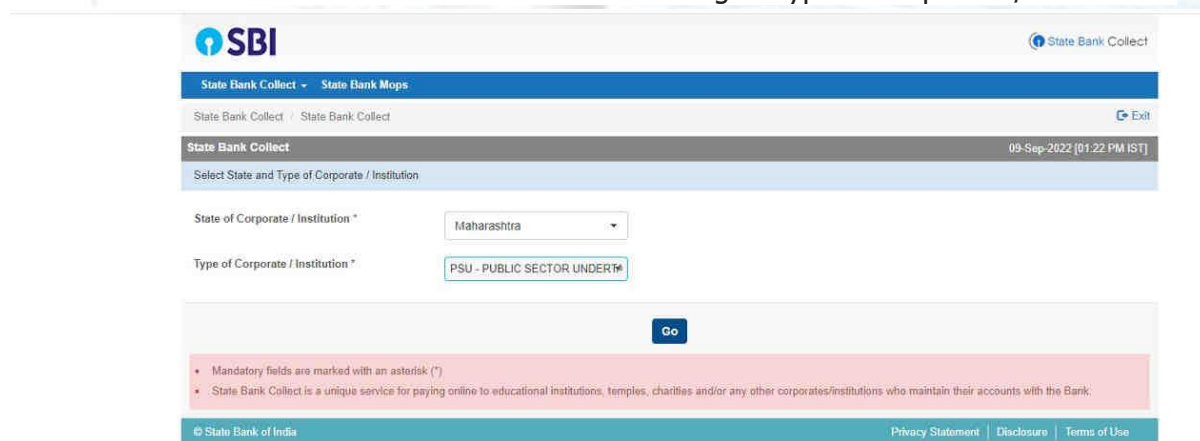 SBI
State Bank Collect
State Bank Collect State Bank Mops
State Bank Collect / State Bank Collect Exit
State Bank Collect 09-Sep-2022 [01:22 PM IST]
Select State and Type of Corporate / Institution
State of Corporate / Institution * Maharashtra
Type of Corporate / Institution * PSU - PUBLIC SECTOR
Go
• Mandatory fields are marked with an asterisk (*)
• State Bank Collect is a unique service for paying online to educational institutions, temples, charities and/or any other corporates/institutions who maintain their accounts with the Bank.
© State Bank of India Privacy Statement | Disclosure | Terms of Use